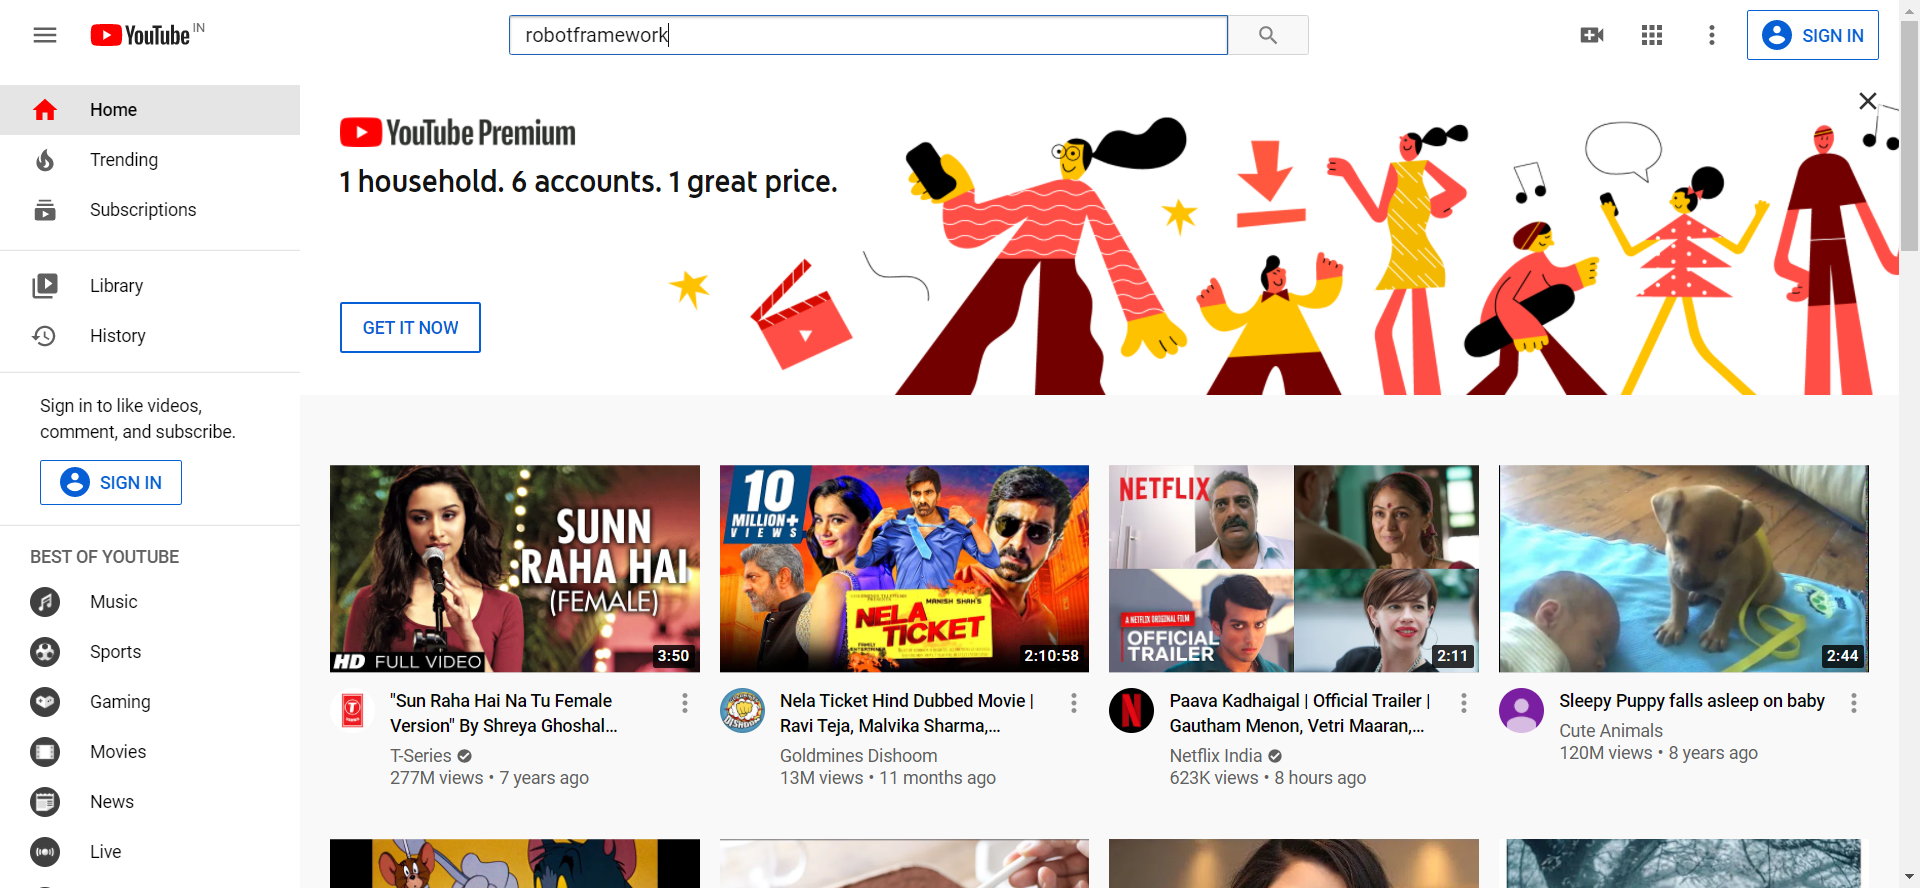 YouTube IN
robotframework
SIGN IN
Home
Trending
Subscriptions
Library
History
Sign in to like videos,
comment, and subscribe.
SIGN IN
BEST OF YOUTUBE
Music
Sports
Gaming
Movies
News
Live
YouTube Premium
1 household. 6 accounts. 1 great price.
GET IT NOW
SUNN
RAHA HAI
(FEMALE)
HD FULL VIDEO
3:50
"Sun Raha Hai Na Tu Female
Version" By Shreya Ghoshal...
T-Series
277M views • 7 years ago
10
MILLION+
VIEWS
MANISH SHAH'S
NELA
TICKET
2:10:58
Nela Ticket Hind Dubbed Movie |
Ravi Teja, Malvika Sharma,...
Goldmines Dishoom
13M views • 11 months ago
NETFLIX
A NETFLIX ORIGINAL FILM
OFFICIAL
TRAILER
2:11
Paava Kadhaigal | Official Trailer |
Gautham Menon, Vetri Maaran,...
Netflix India
623K views • 8 hours ago
2:44
Sleepy Puppy falls asleep on baby
Cute Animals
120M views • 8 years ago